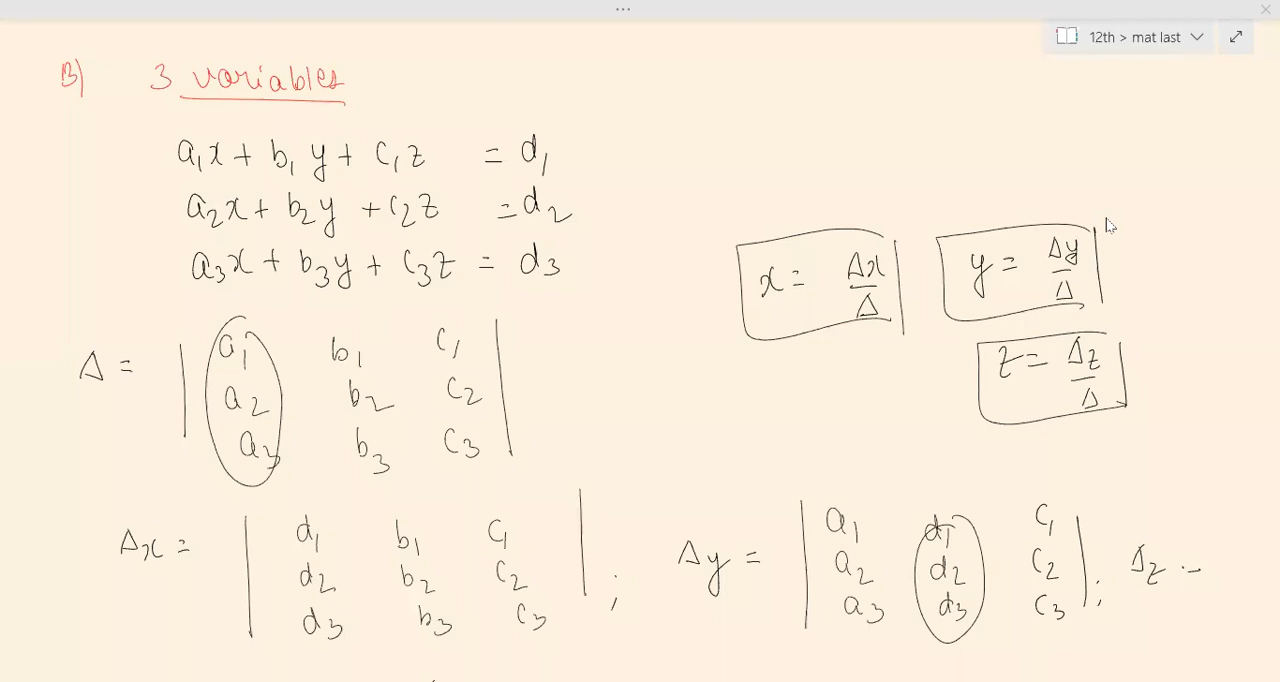 12th > mat last
B) 3 variables
a₁x + b₁y + c₁z = d₁
a₂x + b₂y + c₂z = d₂
a₃x + b₃y + c₃z = d₃
x = Δx/Δ y = Δy/Δ
z = Δz/Δ
Δ = | a₁ b₁ c₁
a₂ b₂ c₂
a₃ b₃ c₃ |
Δx = | d₁ b₁ c₁
d₂ b₂ c₂
d₃ b₃ c₃ | ;
Δy = | a₁ d₁ c₁
a₂ d₂ c₂
a₃ d₃ c₃ | ; Δz =